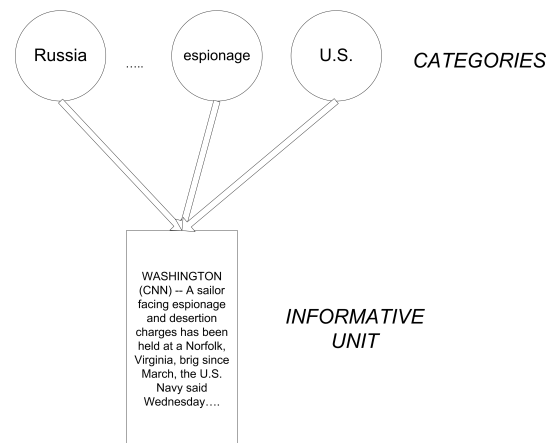 Russia ..... espionage U.S. CATEGORIES
WASHINGTON
(CNN) -- A sailor
facing espionage
and desertion
charges has been
held at a Norfolk,
Virginia, brig since
March, the U.S.
Navy said
Wednesday....
INFORMATIVE
UNIT